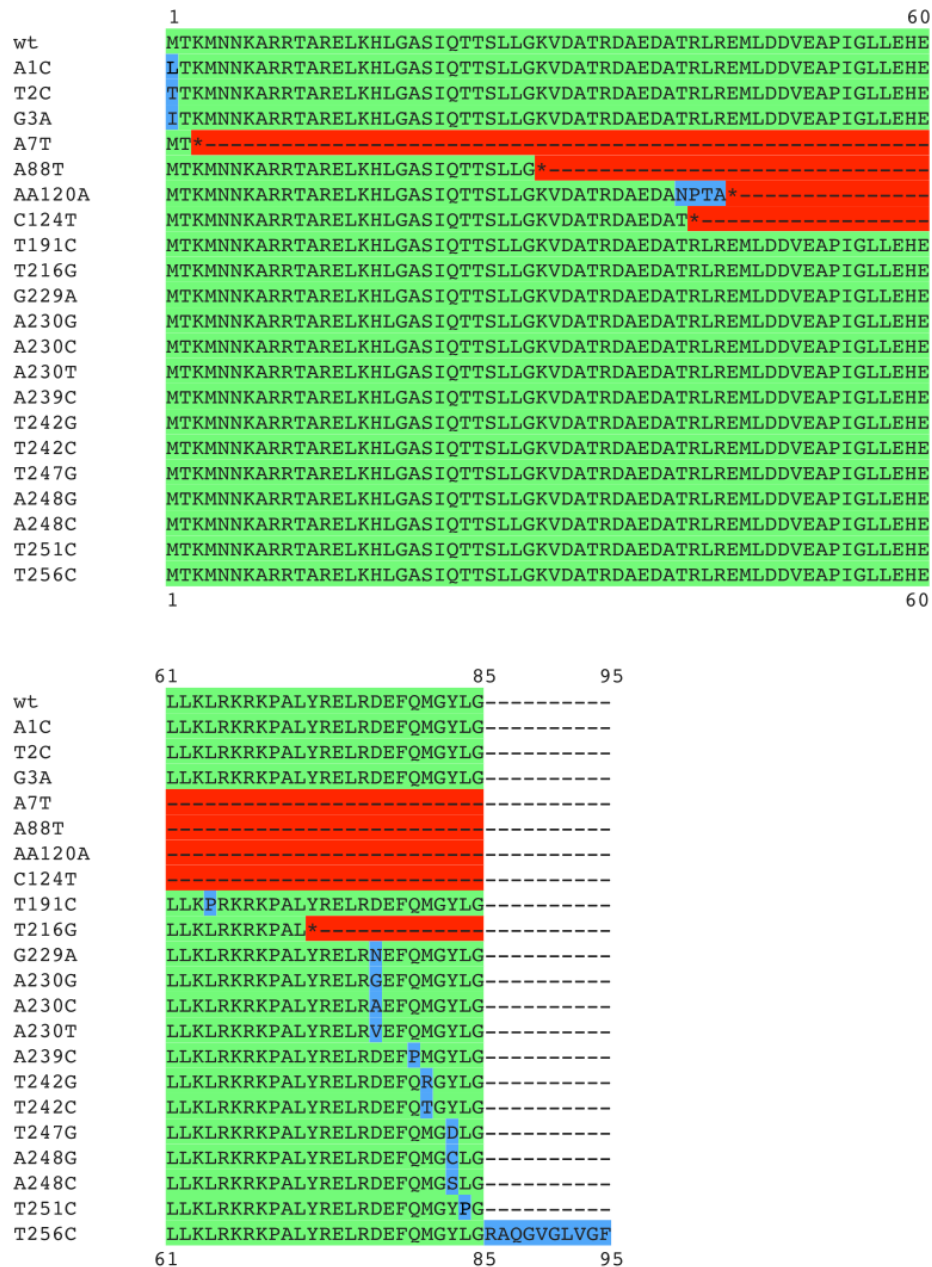 1 60
wt MTKMNNKARRTARELKHLGASIQTTSLLGKVDATRDAEDATRLREMLDDVEAPIGLLEHE
A1C LTKMNNKARRTARELKHLGASIQTTSLLGKVDATRDAEDATRLREMLDDVEAPIGLLEHE
T2C TTKMNNKARRTARELKHLGASIQTTSLLGKVDATRDAEDATRLREMLDDVEAPIGLLEHE
G3A ITKMNNKARRTARELKHLGASIQTTSLLGKVDATRDAEDATRLREMLDDVEAPIGLLEHE
A7T MT*---------------------------------------------------------
A88T MTKMNNKARRTARELKHLGASIQTTSLLG*------------------------------
AA120A MTKMNNKARRTARELKHLGASIQTTSLLGKVDATRDAEDANPTA*---------------
C124T MTKMNNKARRTARELKHLGASIQTTSLLGKVDATRDAEDAT*------------------
T191C MTKMNNKARRTARELKHLGASIQTTSLLGKVDATRDAEDATRLREMLDDVEAPIGLLEHE
T216G MTKMNNKARRTARELKHLGASIQTTSLLGKVDATRDAEDATRLREMLDDVEAPIGLLEHE
G229A MTKMNNKARRTARELKHLGASIQTTSLLGKVDATRDAEDATRLREMLDDVEAPIGLLEHE
A230G MTKMNNKARRTARELKHLGASIQTTSLLGKVDATRDAEDATRLREMLDDVEAPIGLLEHE
A230C MTKMNNKARRTARELKHLGASIQTTSLLGKVDATRDAEDATRLREMLDDVEAPIGLLEHE
A230T MTKMNNKARRTARELKHLGASIQTTSLLGKVDATRDAEDATRLREMLDDVEAPIGLLEHE
A239C MTKMNNKARRTARELKHLGASIQTTSLLGKVDATRDAEDATRLREMLDDVEAPIGLLEHE
T242G MTKMNNKARRTARELKHLGASIQTTSLLGKVDATRDAEDATRLREMLDDVEAPIGLLEHE
T242C MTKMNNKARRTARELKHLGASIQTTSLLGKVDATRDAEDATRLREMLDDVEAPIGLLEHE
T247G MTKMNNKARRTARELKHLGASIQTTSLLGKVDATRDAEDATRLREMLDDVEAPIGLLEHE
A248G MTKMNNKARRTARELKHLGASIQTTSLLGKVDATRDAEDATRLREMLDDVEAPIGLLEHE
A248C MTKMNNKARRTARELKHLGASIQTTSLLGKVDATRDAEDATRLREMLDDVEAPIGLLEHE
T251C MTKMNNKARRTARELKHLGASIQTTSLLGKVDATRDAEDATRLREMLDDVEAPIGLLEHE
T256C MTKMNNKARRTARELKHLGASIQTTSLLGKVDATRDAEDATRLREMLDDVEAPIGLLEHE
1 60
61 85 95
wt LLKLRKRKPALYRELRDEFQMGYLG----------
A1C LLKLRKRKPALYRELRDEFQMGYLG----------
T2C LLKLRKRKPALYRELRDEFQMGYLG----------
G3A LLKLRKRKPALYRELRDEFQMGYLG----------
A7T -----------------------------------
A88T -----------------------------------
AA120A -----------------------------------
C124T -----------------------------------
T191C LLKPRKRKPALYRELRDEFQMGYLG----------
T216G LLKLRKRKPAL*-----------------------
G229A LLKLRKRKPALYRELRNEFQMGYLG----------
A230G LLKLRKRKPALYRELRGEFQMGYLG----------
A230C LLKLRKRKPALYRELRAEFQMGYLG----------
A230T LLKLRKRKPALYRELRVEFQMGYLG----------
A239C LLKLRKRKPALYRELRDEFPMGYLG----------
T242G LLKLRKRKPALYRELRDEFQRGYLG----------
T242C LLKLRKRKPALYRELRDEFQTGYLG----------
T247G LLKLRKRKPALYRELRDEFQMGDLG----------
A248G LLKLRKRKPALYRELRDEFQMGCLG----------
A248C LLKLRKRKPALYRELRDEFQMGSLG----------
T251C LLKLRKRKPALYRELRDEFQMGYPG----------
T256C LLKLRKRKPALYRELRDEFQMGYLGRAQGVGLVGF
61 85 95